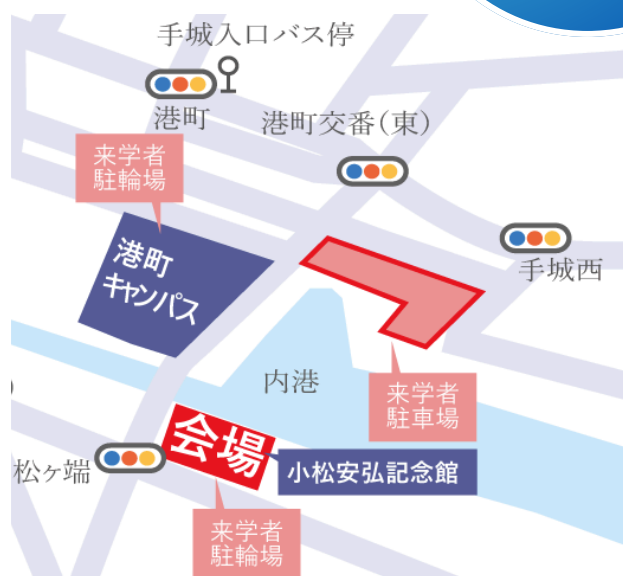 手城入口バス停
港町
港町交番(東)
来学者
駐輪場
手城西
港町
キャンパス
内港
来学者
駐車場
会場
小松安弘記念館
松ヶ端
来学者
駐輪場